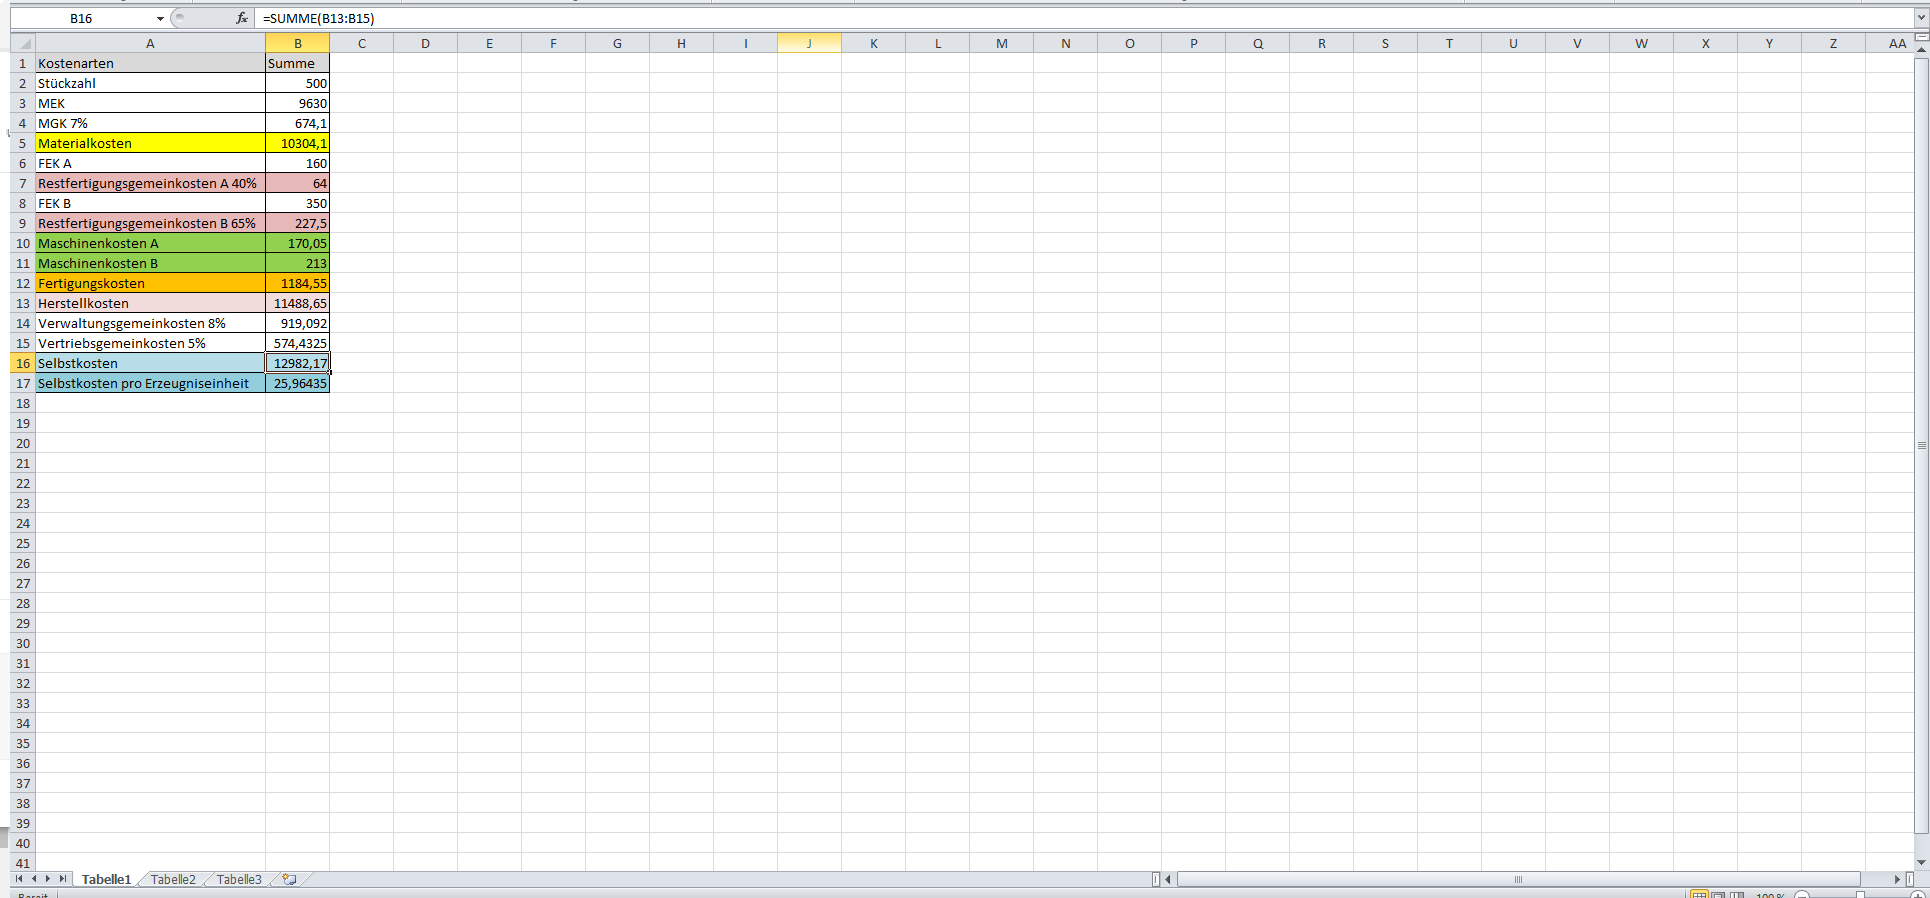 B16 fx =SUMME(B13:B15)
A B C D E F G H I J K L M N O P Q R S T U V W X Y Z AA
1 Kostenarten Summe
2 Stückzahl 500
3 MEK 9630
4 MGK 7% 674,1
5 Materialkosten 10304,1
6 FEK A 160
7 Restfertigungsgemeinkosten A 40% 64
8 FEK B 350
9 Restfertigungsgemeinkosten B 65% 227,5
10 Maschinenkosten A 170,05
11 Maschinenkosten B 213
12 Fertigungskosten 1184,55
13 Herstellkosten 11488,65
14 Verwaltungsgemeinkosten 8% 919,092
15 Vertriebsgemeinkosten 5% 574,4325
16 Selbstkosten 12982,17
17 Selbstkosten pro Erzeugniseinheit 25,96435
18
19
20
21
22
23
24
25
26
27
28
29
30
31
32
33
34
35
36
37
38
39
40
41
Tabelle1 Tabelle2 Tabelle3
Bereit 100 %